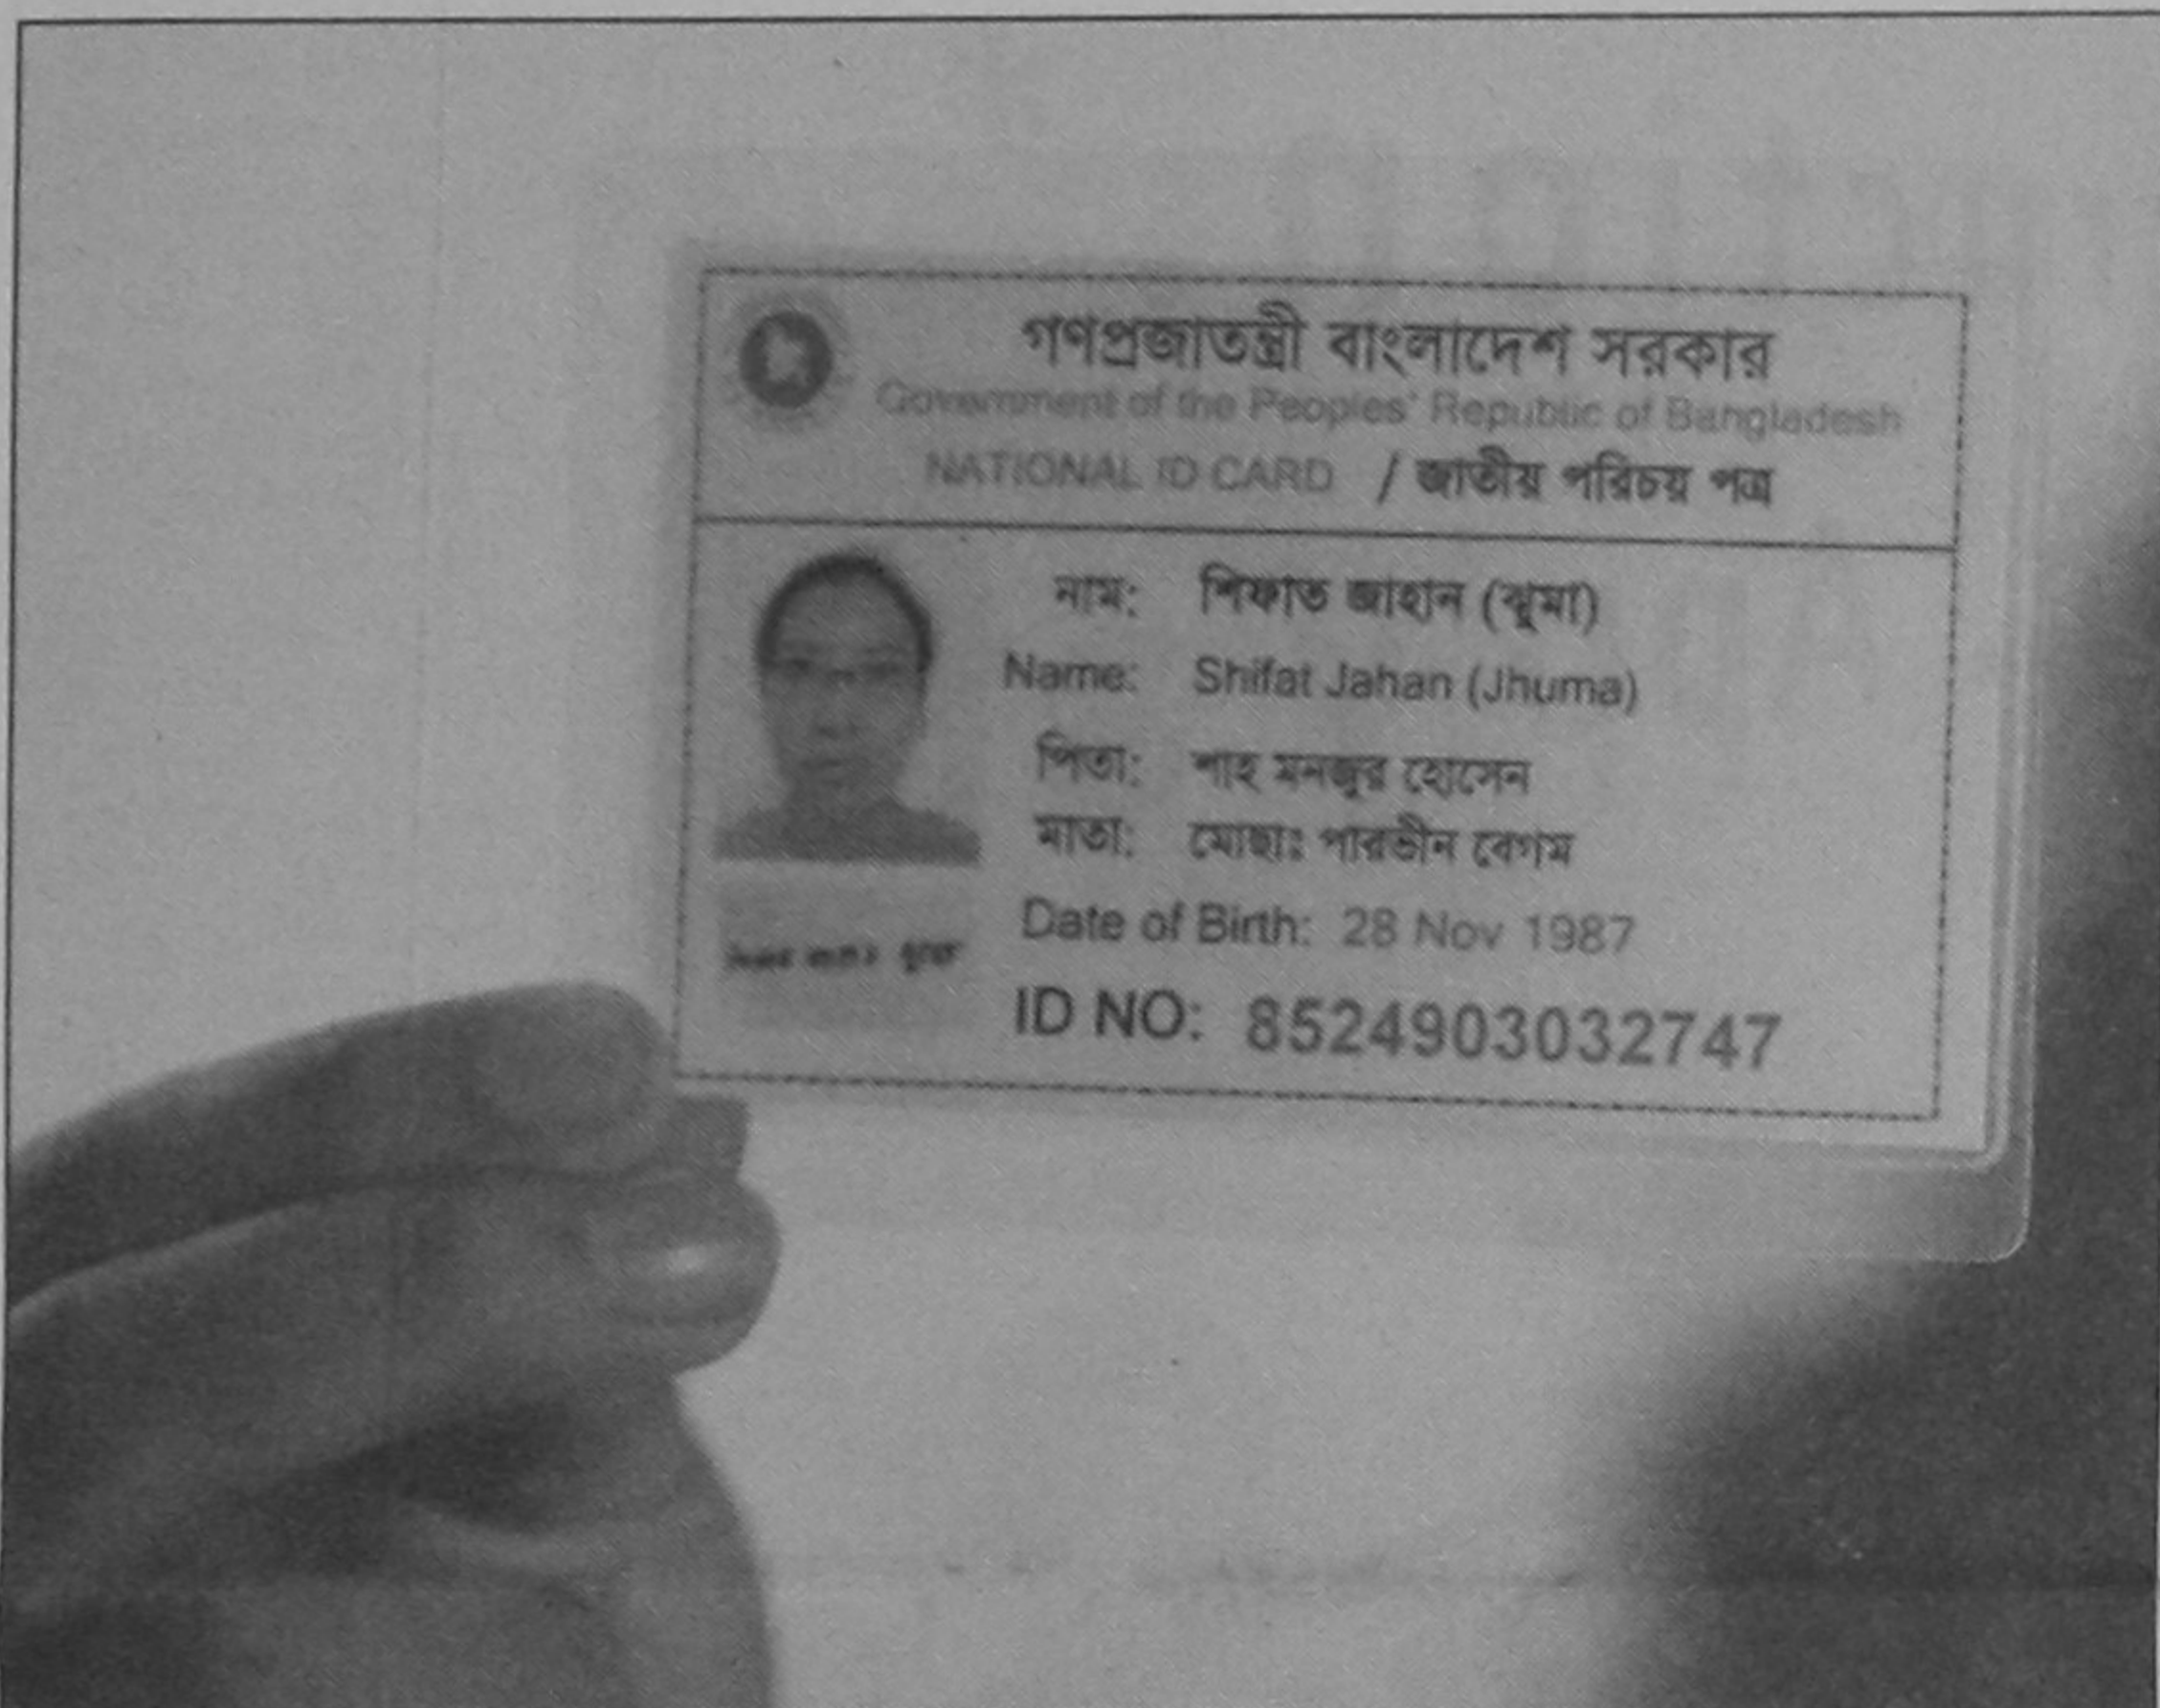 গণপ্রজাতন্ত্রী বাংলাদেশ সরকার
Government of the Peoples' Republic of Bangladesh
NATIONAL ID CARD / জাতীয় পরিচয় পত্র
নাম: শিফাত জাহান (ঝুমা)
Name: Shifat Jahan (Jhuma)
পিতা: শাহ মনজুর হোসেন
মাতা: মোছাঃ পারভীন বেগম
Date of Birth: 28 Nov 1987
ID NO: 8524903032747